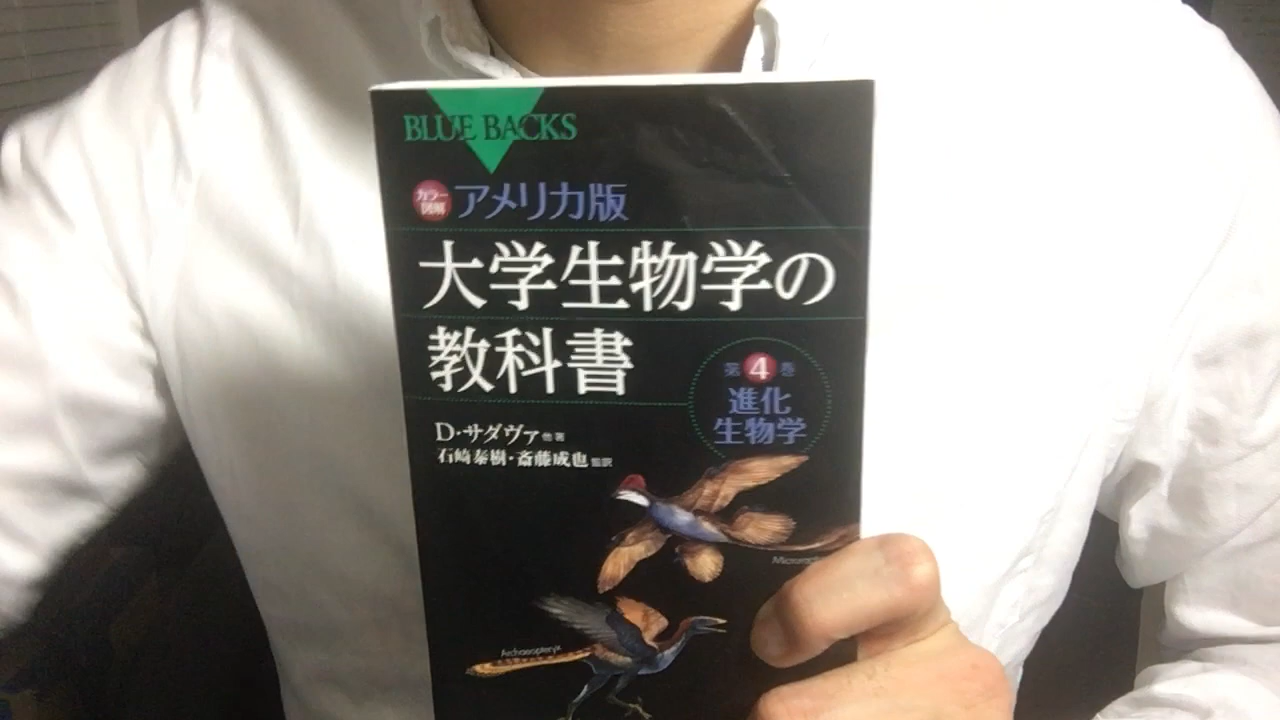 BLUE BACKS
カラー
図解
アメリカ版
大学生物学の
教科書
第4巻
進化
生物学
D・サダヴァ 他著
石崎泰樹・斎藤成也 監訳
Archaeopteryx